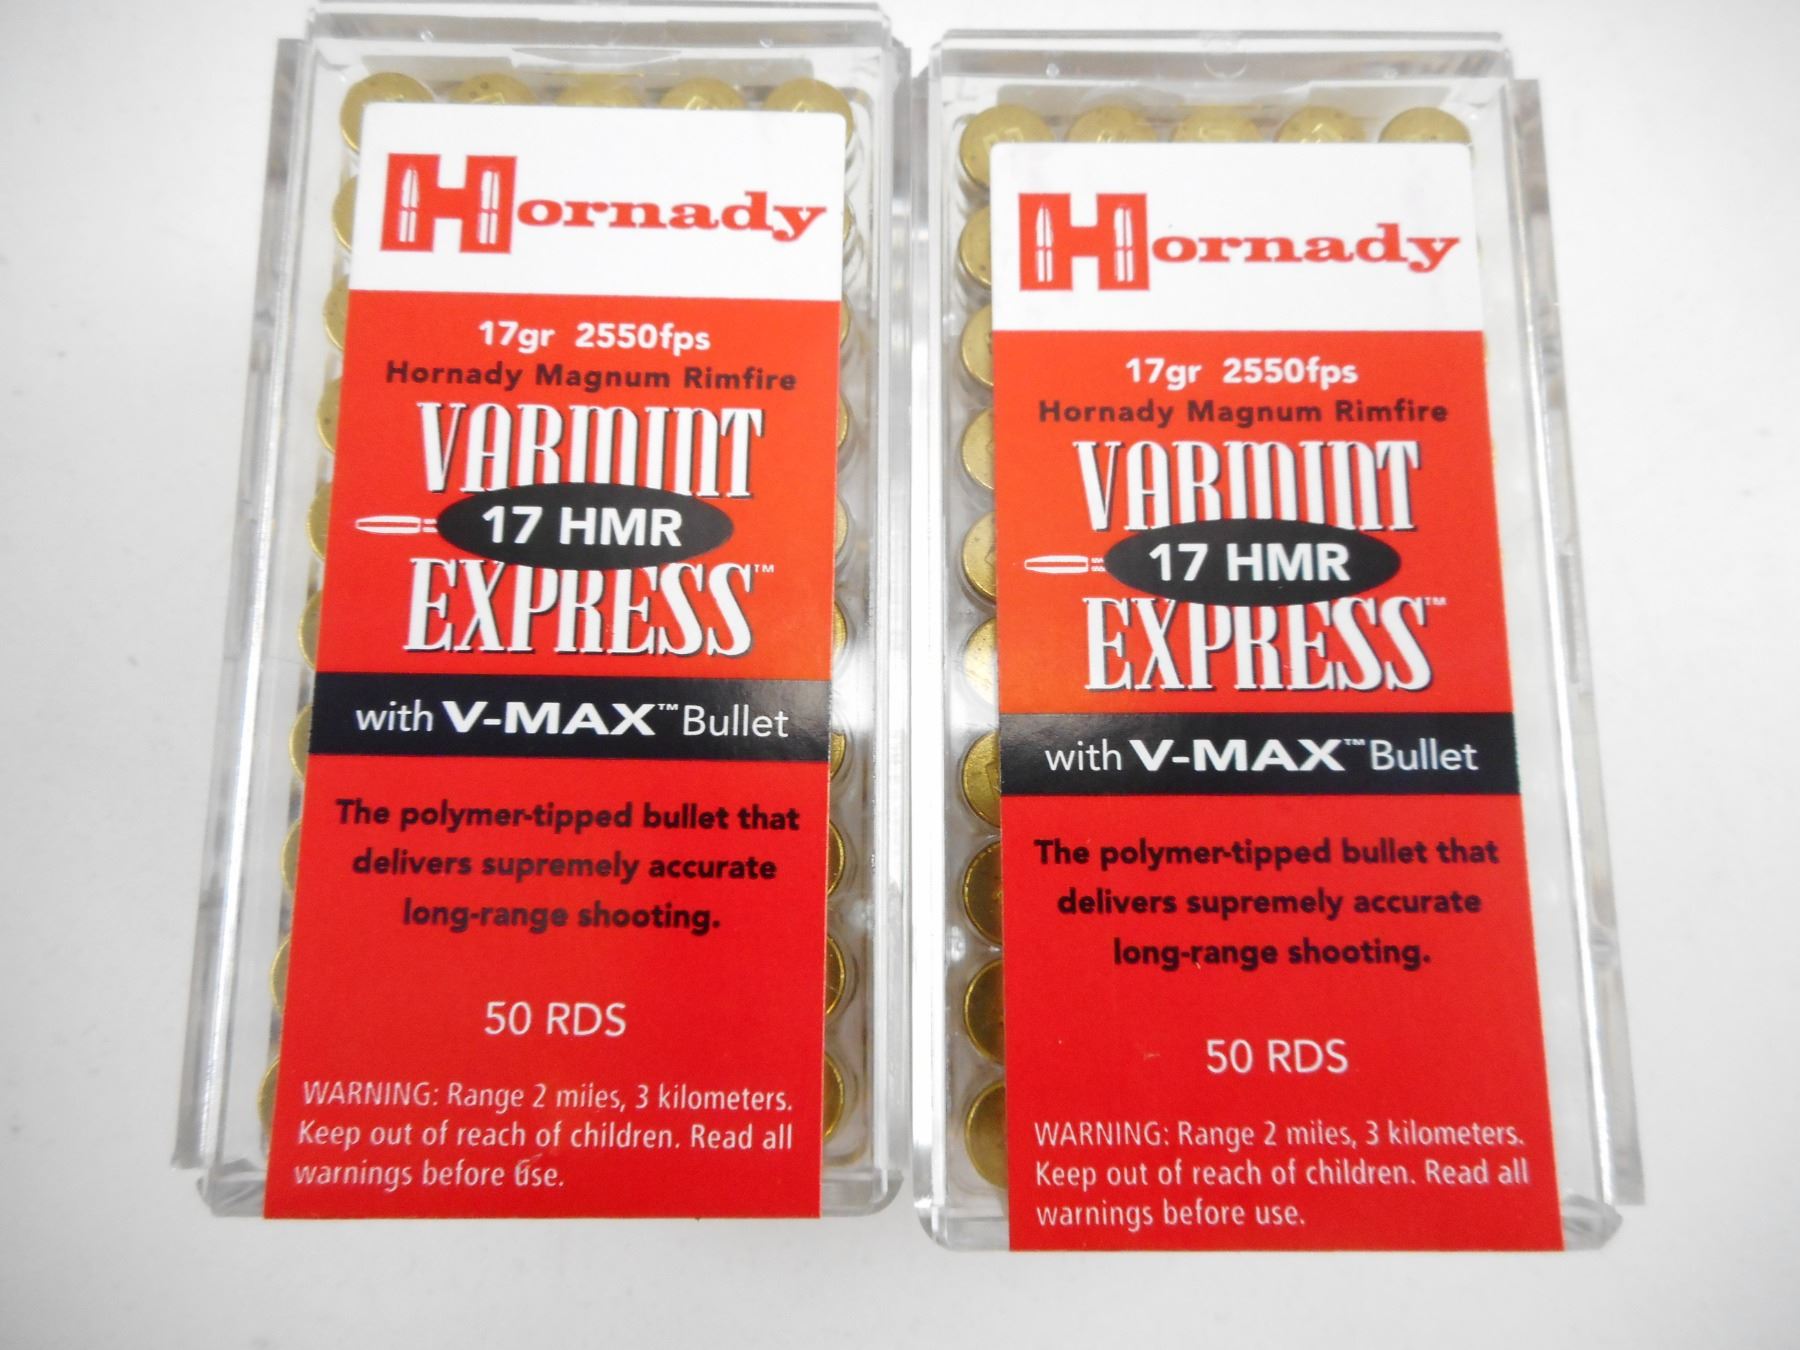 Hornady
17gr 2550fps
Hornady Magnum Rimfire
VARMINT
17 HMR
EXPRESS™
with V-MAX™ Bullet
The polymer-tipped bullet that
delivers supremely accurate
long-range shooting.
50 RDS
WARNING: Range 2 miles, 3 kilometers.
Keep out of reach of children. Read all
warnings before use.
Hornady
17gr 2550fps
Hornady Magnum Rimfire
VARMINT
17 HMR
EXPRESS™
with V-MAX™ Bullet
The polymer-tipped bullet that
delivers supremely accurate
long-range shooting.
50 RDS
WARNING: Range 2 miles, 3 kilometers.
Keep out of reach of children. Read all
warnings before use.